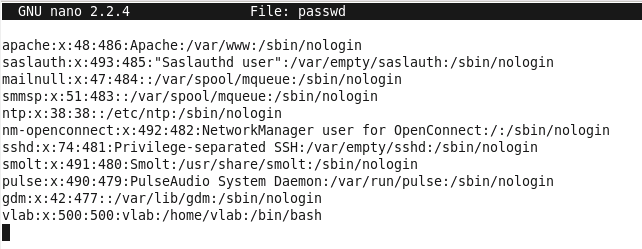 GNU nano 2.2.4 File: passwd
apache:x:48:486:Apache:/var/www:/sbin/nologin
saslauth:x:493:485:"Saslauthd user":/var/empty/saslauth:/sbin/nologin
mailnull:x:47:484::/var/spool/mqueue:/sbin/nologin
smmsp:x:51:483::/var/spool/mqueue:/sbin/nologin
ntp:x:38:38::/etc/ntp:/sbin/nologin
nm-openconnect:x:492:482:NetworkManager user for OpenConnect:/:/sbin/nologin
sshd:x:74:481:Privilege-separated SSH:/var/empty/sshd:/sbin/nologin
smolt:x:491:480:Smolt:/usr/share/smolt:/sbin/nologin
pulse:x:490:479:PulseAudio System Daemon:/var/run/pulse:/sbin/nologin
gdm:x:42:477::/var/lib/gdm:/sbin/nologin
vlab:x:500:500:vlab:/home/vlab:/bin/bash